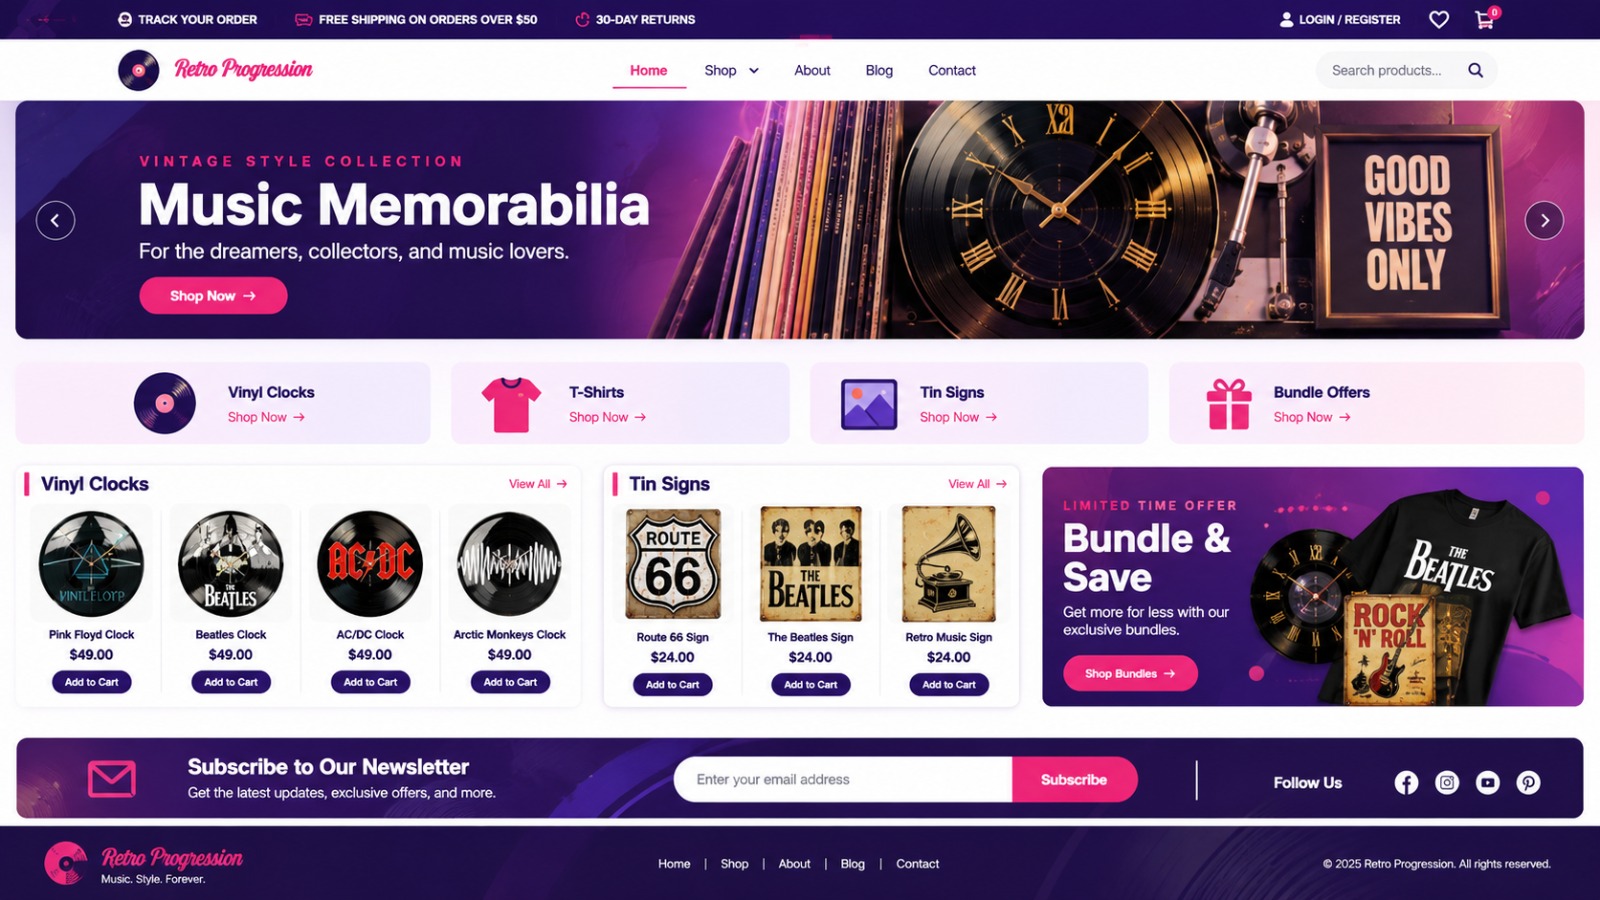 TRACK YOUR ORDER
FREE SHIPPING ON ORDERS OVER $50
30-DAY RETURNS
LOGIN / REGISTER
0
Retro Progression
Home
Shop
About
Blog
Contact
Search products...
VINTAGE STYLE COLLECTION
Music Memorabilia
For the dreamers, collectors, and music lovers.
Shop Now →
GOOD
VIBES
ONLY
Vinyl Clocks
Shop Now →
T-Shirts
Shop Now →
Tin Signs
Shop Now →
Bundle Offers
Shop Now →
Vinyl Clocks
View All →
THE
BEATLES
AC/DC
Pink Floyd Clock
$49.00
Add to Cart
Beatles Clock
$49.00
Add to Cart
AC/DC Clock
$49.00
Add to Cart
Arctic Monkeys Clock
$49.00
Add to Cart
Tin Signs
View All →
ROUTE
66
THE
BEATLES
Route 66 Sign
$24.00
Add to Cart
The Beatles Sign
$24.00
Add to Cart
Retro Music Sign
$24.00
Add to Cart
LIMITED TIME OFFER
Bundle &
Save
Get more for less with our
exclusive bundles.
Shop Bundles →
THE
BEATLES
ROCK
'N' ROLL
Subscribe to Our Newsletter
Get the latest updates, exclusive offers, and more.
Enter your email address
Subscribe
Follow Us
Retro Progression
Music. Style. Forever.
Home | Shop | About | Blog | Contact
© 2025 Retro Progression. All rights reserved.